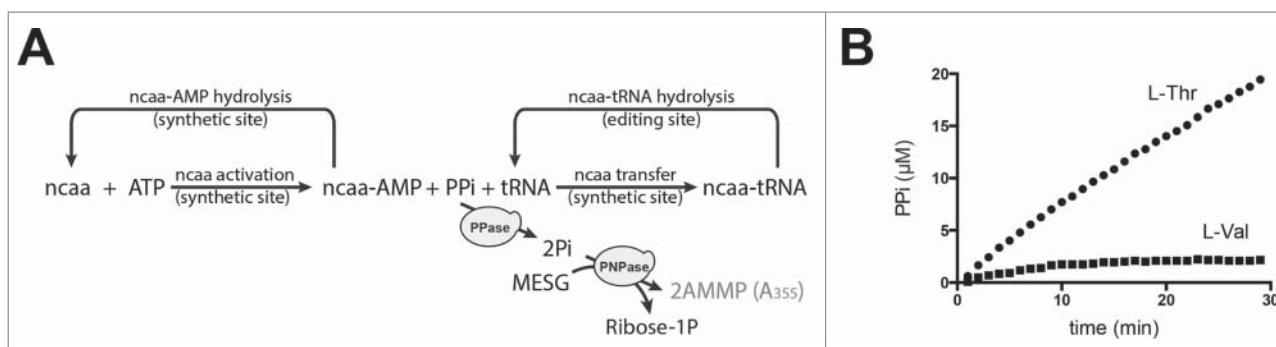 A
ncaa-AMP hydrolysis
(synthetic site)
ncaa-tRNA hydrolysis
(editing site)
ncaa + ATP
ncaa activation
(synthetic site)
ncaa-AMP + PPi + tRNA
ncaa transfer
(synthetic site)
ncaa-tRNA
PPase
2Pi
MESG
PNPase
2AMMP (A355)
Ribose-1P
B
20
15
10
5
0
PPi (µM)
L-Thr
L-Val
0 10 20 30
time (min)